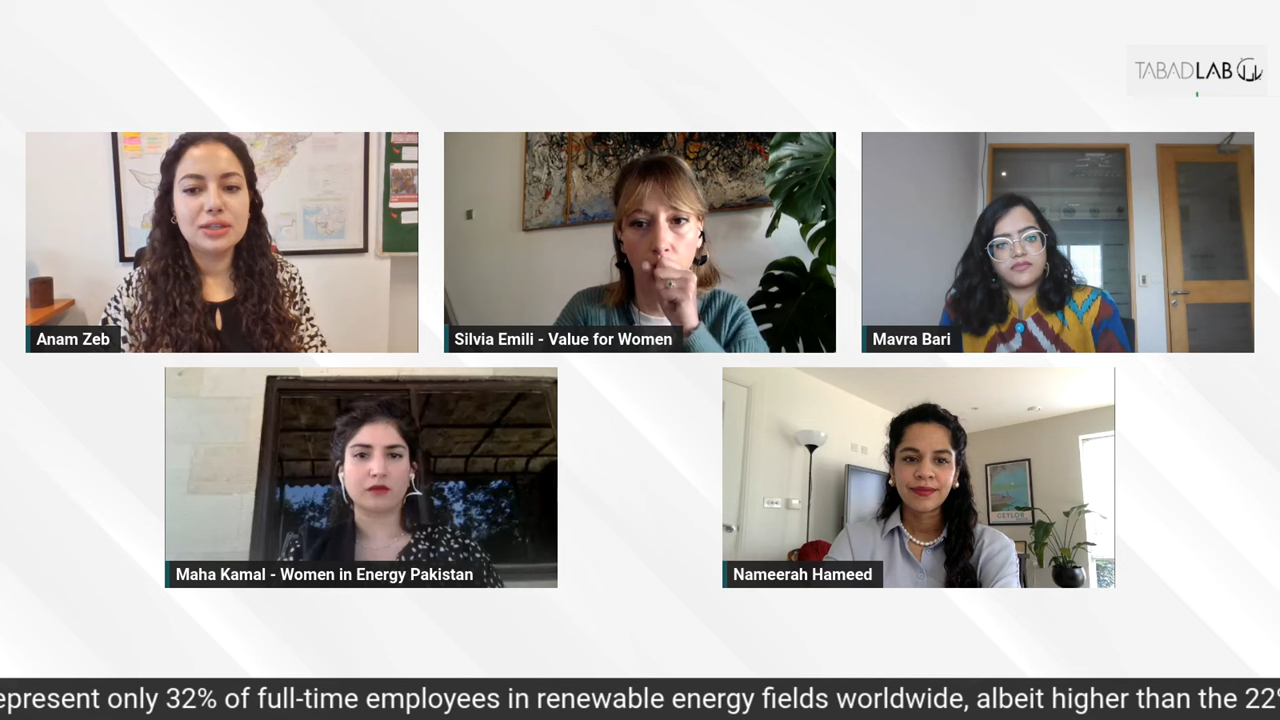 TABADLAB
Anam Zeb
Silvia Emili - Value for Women
Mavra Bari
CEYLON
Maha Kamal - Women in Energy Pakistan
Nameerah Hameed
epresent only 32% of full-time employees in renewable energy fields worldwide, albeit higher than the 22%